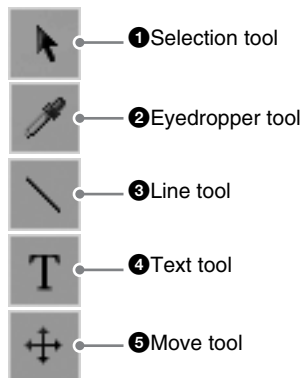 ❶Selection tool
❷Eyedropper tool
❸Line tool
T ❹Text tool
❺Move tool